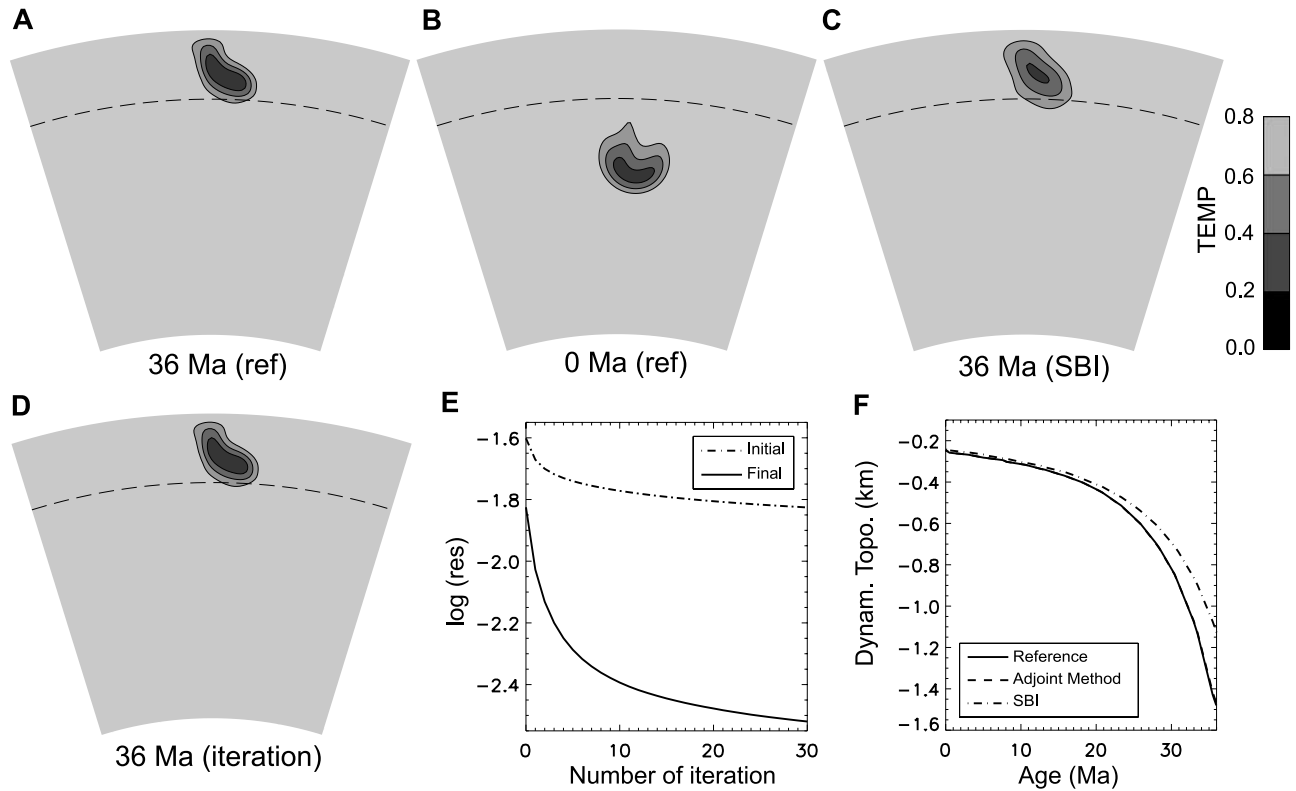 A
B
C
36 Ma (ref)
0 Ma (ref)
36 Ma (SBI)
TEMP
0.8
0.6
0.4
0.2
0.0
D
36 Ma (iteration)
E
log (res)
−1.6
−1.8
−2.0
−2.2
−2.4
Initial
Final
0
10
20
30
Number of iteration
F
Dynam. Topo. (km)
−0.2
−0.4
−0.6
−0.8
−1.0
−1.2
−1.4
−1.6
Reference
Adjoint Method
SBI
0
10
20
30
Age (Ma)